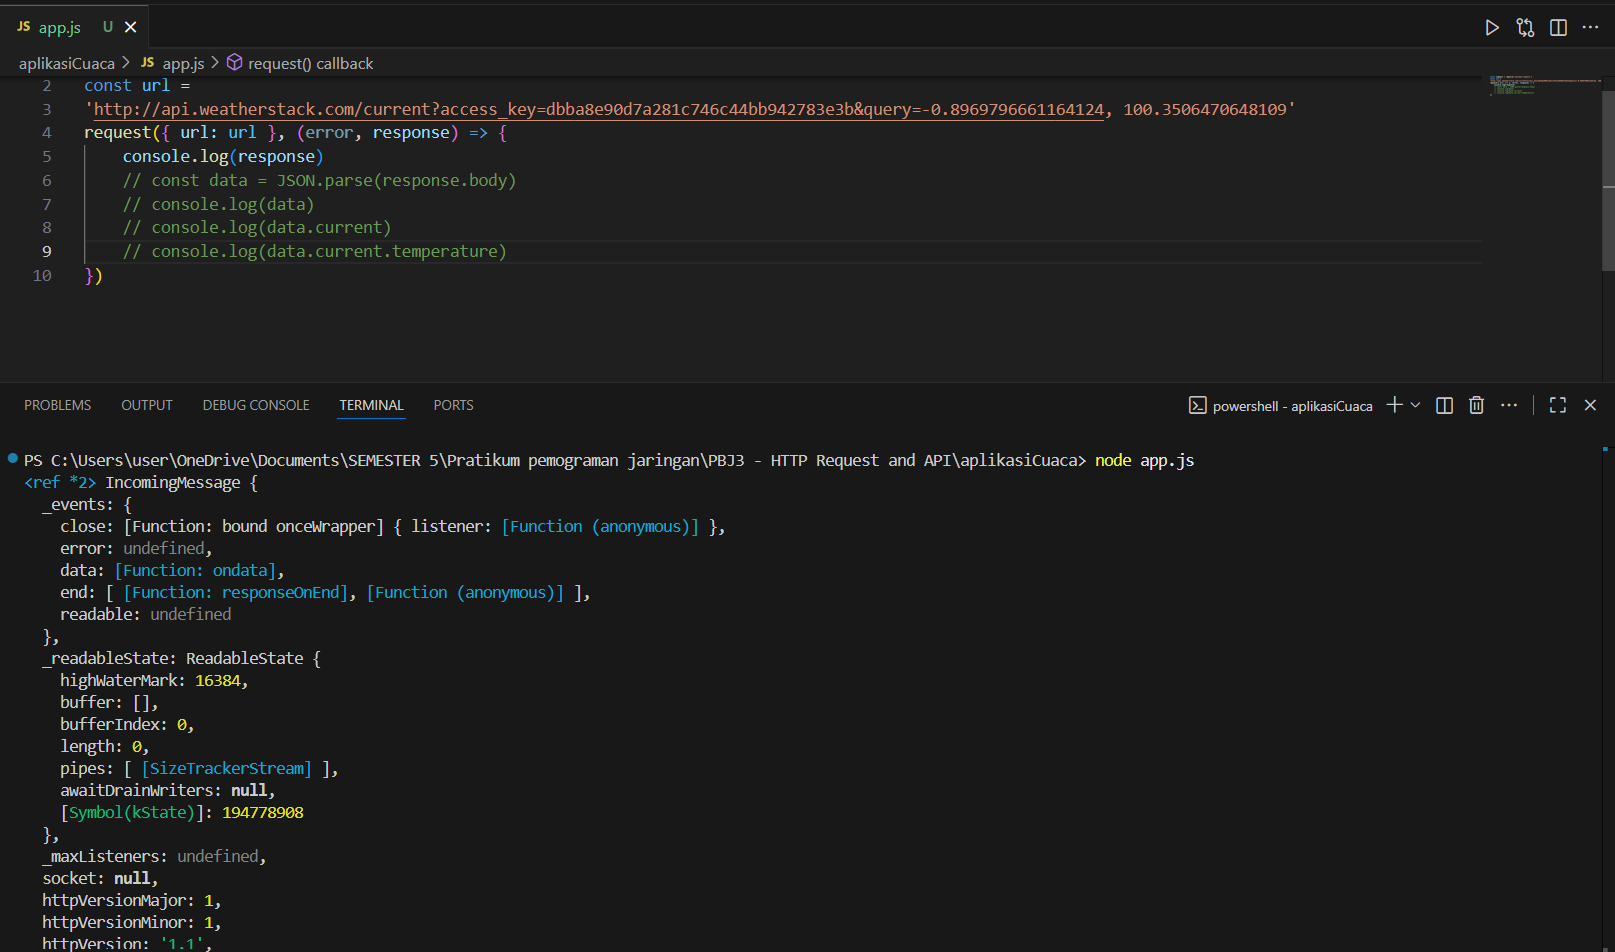 JS app.js U
aplikasiCuaca > JS app.js > request() callback
2 const url =
3 'http://api.weatherstack.com/current?access_key=dbba8e90d7a281c746c44bb942783e3b&query=-0.8969796661164124, 100.3506470648109'
4 request({ url: url }, (error, response) => {
5 console.log(response)
6 // const data = JSON.parse(response.body)
7 // console.log(data)
8 // console.log(data.current)
9 // console.log(data.current.temperature)
10 })
PROBLEMS OUTPUT DEBUG CONSOLE TERMINAL PORTS powershell - aplikasiCuaca
PS C:\Users\user\OneDrive\Documents\SEMESTER 5\Pratikum pemograman jaringan\PBJ3 - HTTP Request and API\aplikasiCuaca> node app.js
<ref *2> IncomingMessage {
_events: {
close: [Function: bound onceWrapper] { listener: [Function (anonymous)] },
error: undefined,
data: [Function: ondata],
end: [ [Function: responseOnEnd], [Function (anonymous)] ],
readable: undefined
},
_readableState: ReadableState {
highWaterMark: 16384,
buffer: [],
bufferIndex: 0,
length: 0,
pipes: [ [SizeTrackerStream] ],
awaitDrainWriters: null,
[Symbol(kState)]: 194778908
},
_maxListeners: undefined,
socket: null,
httpVersionMajor: 1,
httpVersionMinor: 1,
httpVersion: '1.1',